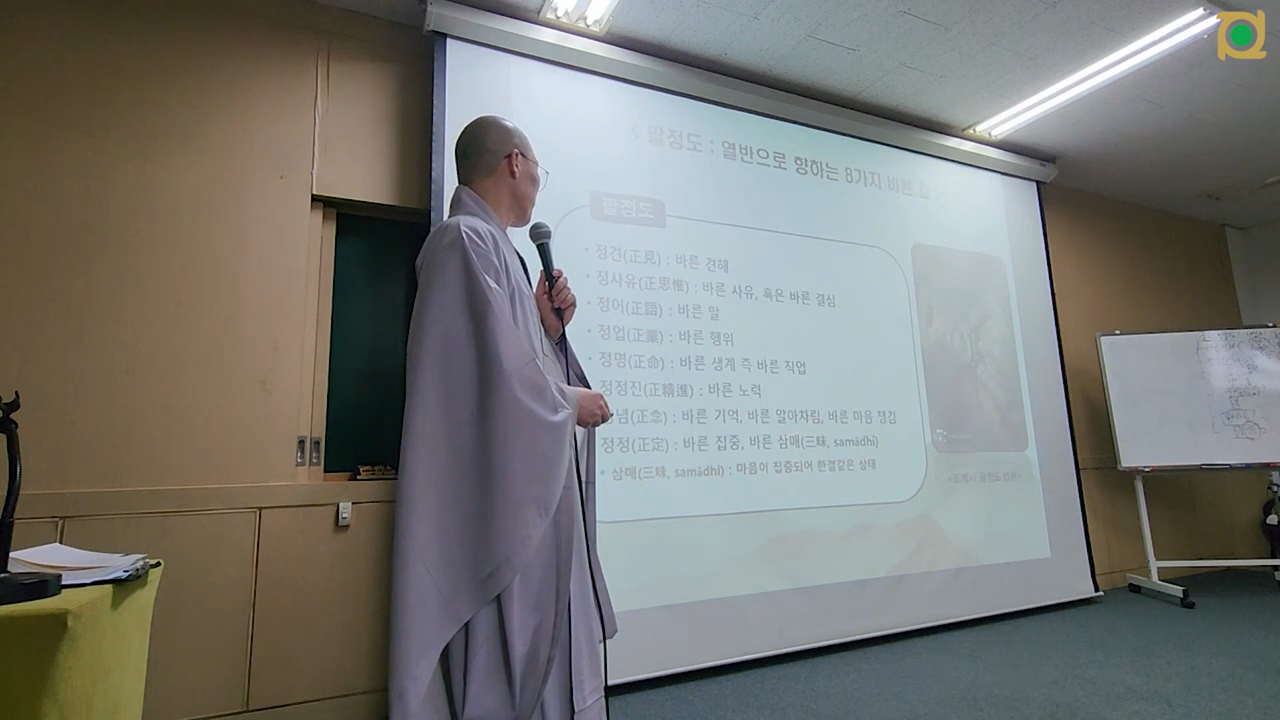 팔정도 : 열반으로 향하는 8가지 바른
팔정도
• 정견(正見) : 바른 견해
• 정사유(正思惟) : 바른 사유, 혹은 바른 결심
• 정어(正語) : 바른 말
• 정업(正業) : 바른 행위
• 정명(正命) : 바른 생계 즉 바른 직업
정정진(正精進) : 바른 노력
념(正念) : 바른 기억, 바른 알아차림, 바른 마음 챙김
정정(正定) : 바른 집중, 바른 삼매(三昧, samādhi)
* 삼매(三昧, samādhi) : 마음이 집중되어 한결같은 상태